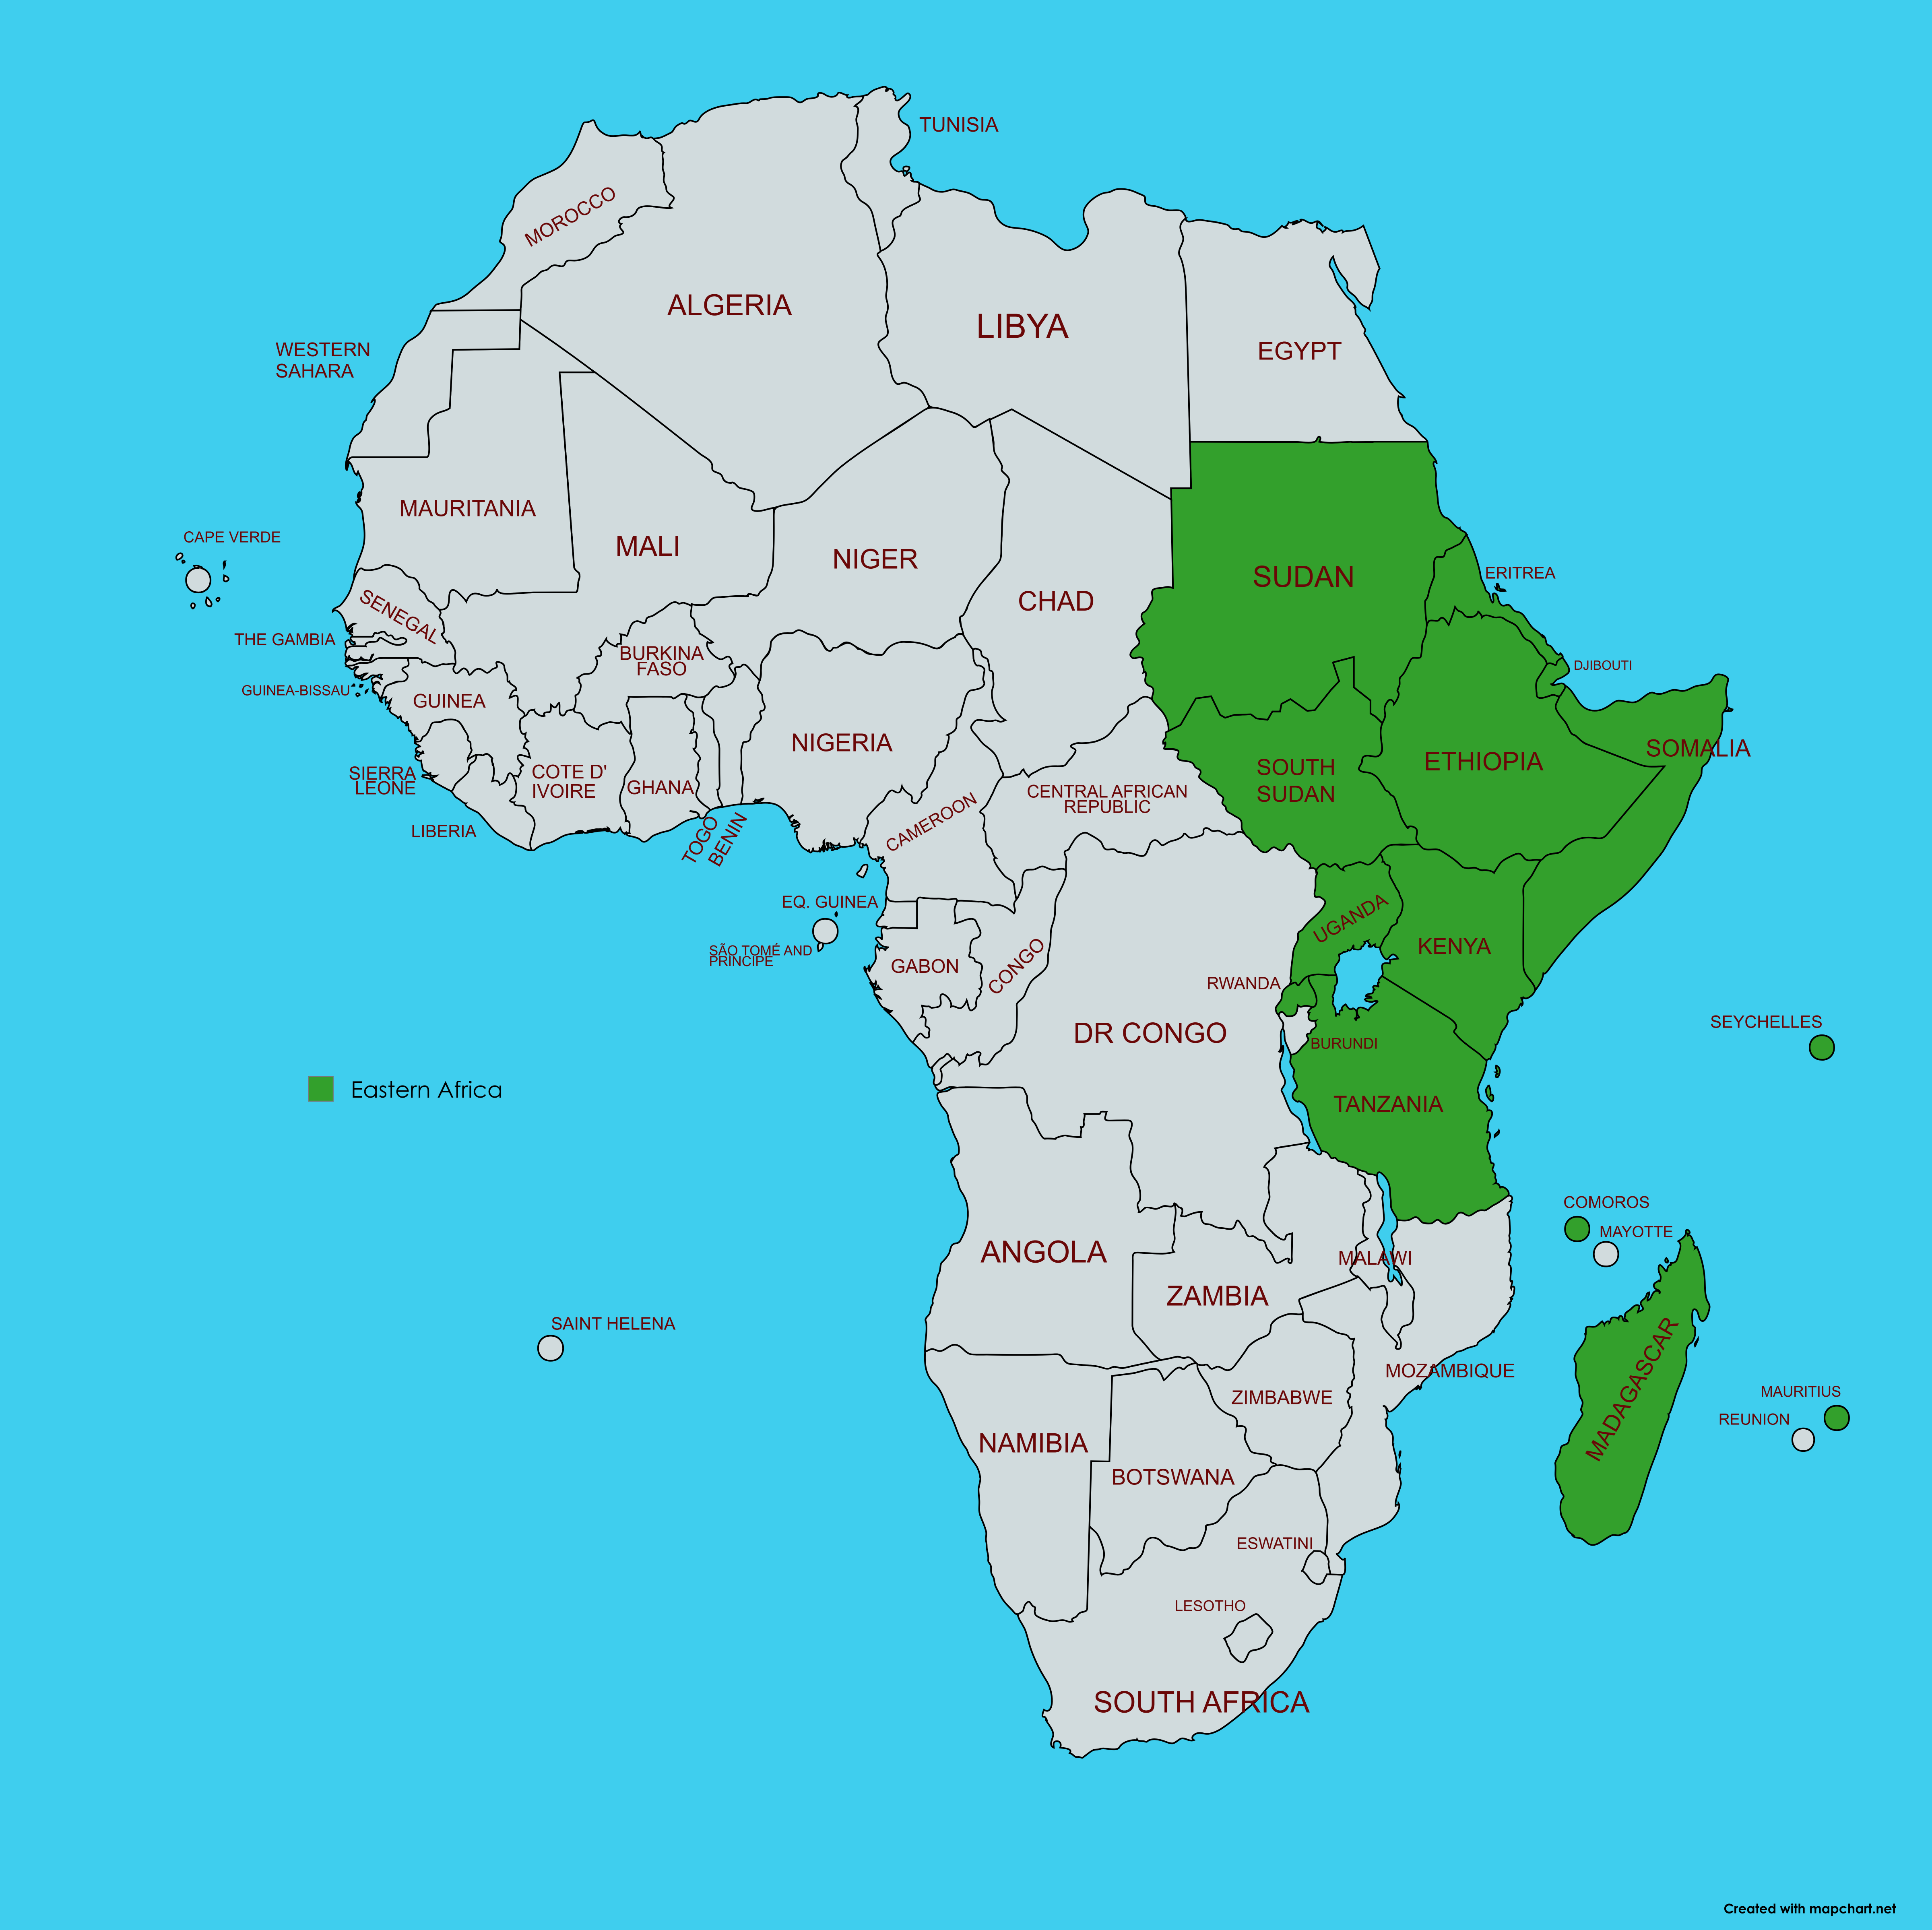 TUNISIA
MOROCCO
ALGERIA
LIBYA
EGYPT
WESTERN
SAHARA
MAURITANIA
MALI
NIGER
CHAD
SUDAN
ERITREA
CAPE VERDE
SENEGAL
THE GAMBIA
GUINEA-BISSAU
GUINEA
BURKINA
FASO
DJIBOUTI
SIERRA
LEONE
COTE D'
IVOIRE
GHANA
NIGERIA
SOUTH
SUDAN
ETHIOPIA
SOMALIA
LIBERIA
TOGO
BENIN
CAMEROON
CENTRAL AFRICAN
REPUBLIC
EQ. GUINEA
SÃO TOMÉ AND
PRÍNCIPE
GABON
CONGO
UGANDA
KENYA
RWANDA
DR CONGO
BURUNDI
SEYCHELLES
Eastern Africa
TANZANIA
COMOROS
MAYOTTE
ANGOLA
MALAWI
ZAMBIA
SAINT HELENA
MOZAMBIQUE
MADAGASCAR
MAURITIUS
REUNION
ZIMBABWE
NAMIBIA
BOTSWANA
ESWATINI
LESOTHO
SOUTH AFRICA
Created with mapchart.net